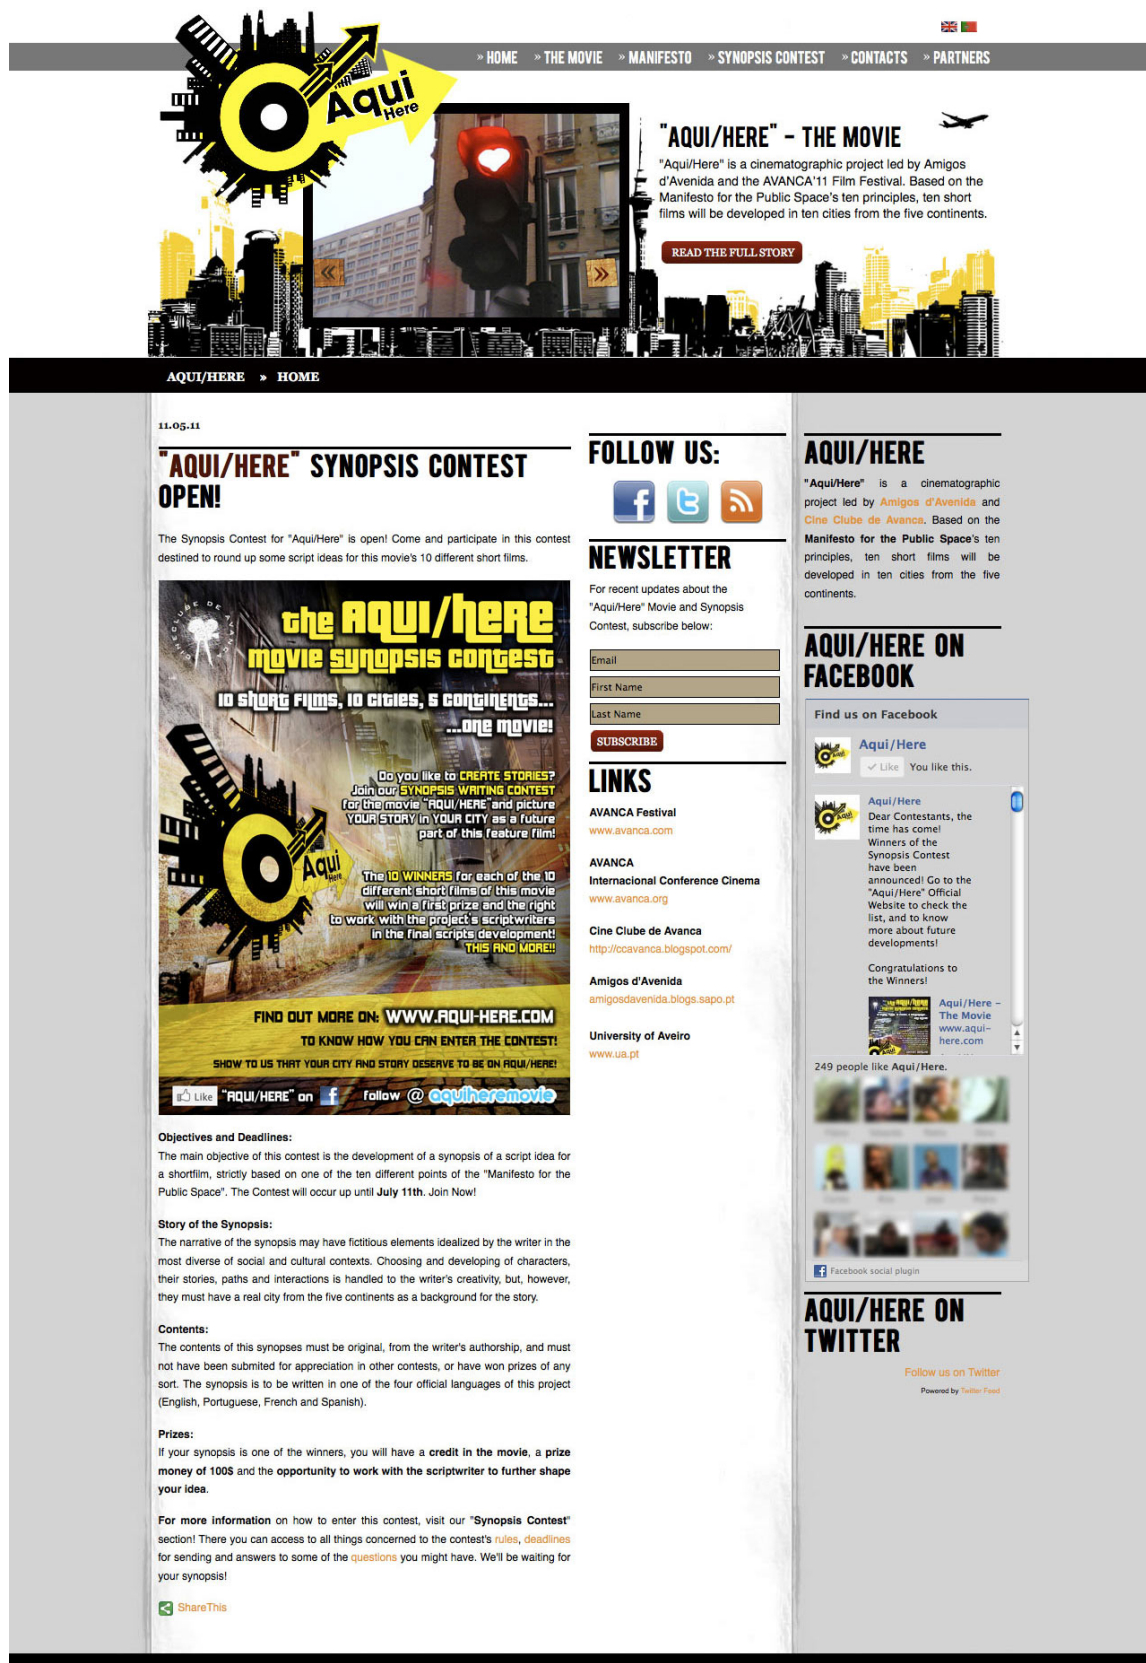 » HOME » THE MOVIE » MANIFESTO » SYNOPSIS CONTEST » CONTACTS » PARTNERS
Aqui
Here
"AQUI/HERE" - THE MOVIE
"Aqui/Here" is a cinematographic project led by Amigos
d'Avenida and the AVANCA'11 Film Festival. Based on the
Manifesto for the Public Space's ten principles, ten short
films will be developed in ten cities from the five continents.
READ THE FULL STORY
«
»
AQUI/HERE » HOME
11.05.11
"AQUI/HERE" SYNOPSIS CONTEST
OPEN!
The Synopsis Contest for "Aqui/Here" is open! Come and participate in this contest
destined to round up some script ideas for this movie's 10 different short films.
CINECLUBE DE AVANCA
the AQUI/HERE
movie synopsis contest
10 short films, 10 cities, 5 continents...
...one movie!
Do you like to CREATE STORIES?
Join our SYNOPSIS WRITING CONTEST
for the movie "AQUI/HERE" and picture
YOUR STORY in YOUR CITY as a future
part of this feature film!
Aqui
Here
The 10 WINNERS for each of the 10
different short films of this movie
will win a first prize and the right
to work with the project's scriptwriters
in the final scripts development!
THIS AND MORE!!
FIND OUT MORE ON: WWW.AQUI-HERE.COM
TO KNOW HOW YOU CAN ENTER THE CONTEST!
SHOW TO US THAT YOUR CITY AND STORY DESERVE TO BE ON AQUI/HERE!
Like "AQUI/HERE" on f follow @ aquiheremovie
Objectives and Deadlines:
The main objective of this contest is the development of a synopsis of a script idea for
a shortfilm, strictly based on one of the ten different points of the "Manifesto for the
Public Space". The Contest will occur up until July 11th. Join Now!
Story of the Synopsis:
The narrative of the synopsis may have fictitious elements idealized by the writer in the
most diverse of social and cultural contexts. Choosing and developing of characters,
their stories, paths and interactions is handled to the writer's creativity, but, however,
they must have a real city from the five continents as a background for the story.
Contents:
The contents of this synopses must be original, from the writer's authorship, and must
not have been submited for appreciation in other contests, or have won prizes of any
sort. The synopsis is to be written in one of the four official languages of this project
(English, Portuguese, French and Spanish).
Prizes:
If your synopsis is one of the winners, you will have a credit in the movie, a prize
money of 100$ and the opportunity to work with the scriptwriter to further shape
your idea.
For more information on how to enter this contest, visit our "Synopsis Contest"
section! There you can access to all things concerned to the contest's rules, deadlines
for sending and answers to some of the questions you might have. We'll be waiting for
your synopsis!
ShareThis
FOLLOW US:
f t
NEWSLETTER
For recent updates about the
"Aqui/Here" Movie and Synopsis
Contest, subscribe below:
Email
First Name
Last Name
SUBSCRIBE
LINKS
AVANCA Festival
www.avanca.com
AVANCA
Internacional Conference Cinema
www.avanca.org
Cine Clube de Avanca
http://ccavanca.blogspot.com/
Amigos d'Avenida
amigosdavenida.blogs.sapo.pt
University of Aveiro
www.ua.pt
AQUI/HERE
"Aqui/Here" is a cinematographic
project led by Amigos d'Avenida and
Cine Clube de Avanca. Based on the
Manifesto for the Public Space's ten
principles, ten short films will be
developed in ten cities from the five
continents.
AQUI/HERE ON
FACEBOOK
Find us on Facebook
Aqui/Here
Like You like this.
Aqui/Here
Dear Contestants, the
time has come!
Winners of the
Synopsis Contest
have been
announced! Go to the
"Aqui/Here" Official
Website to check the
list, and to know
more about future
developments!
Congratulations to
the Winners!
Aqui/Here -
The Movie
www.aqui-
here.com
249 people like Aqui/Here.
Facebook social plugin
AQUI/HERE ON
TWITTER
Follow us on Twitter
Powered by Twitter Feed